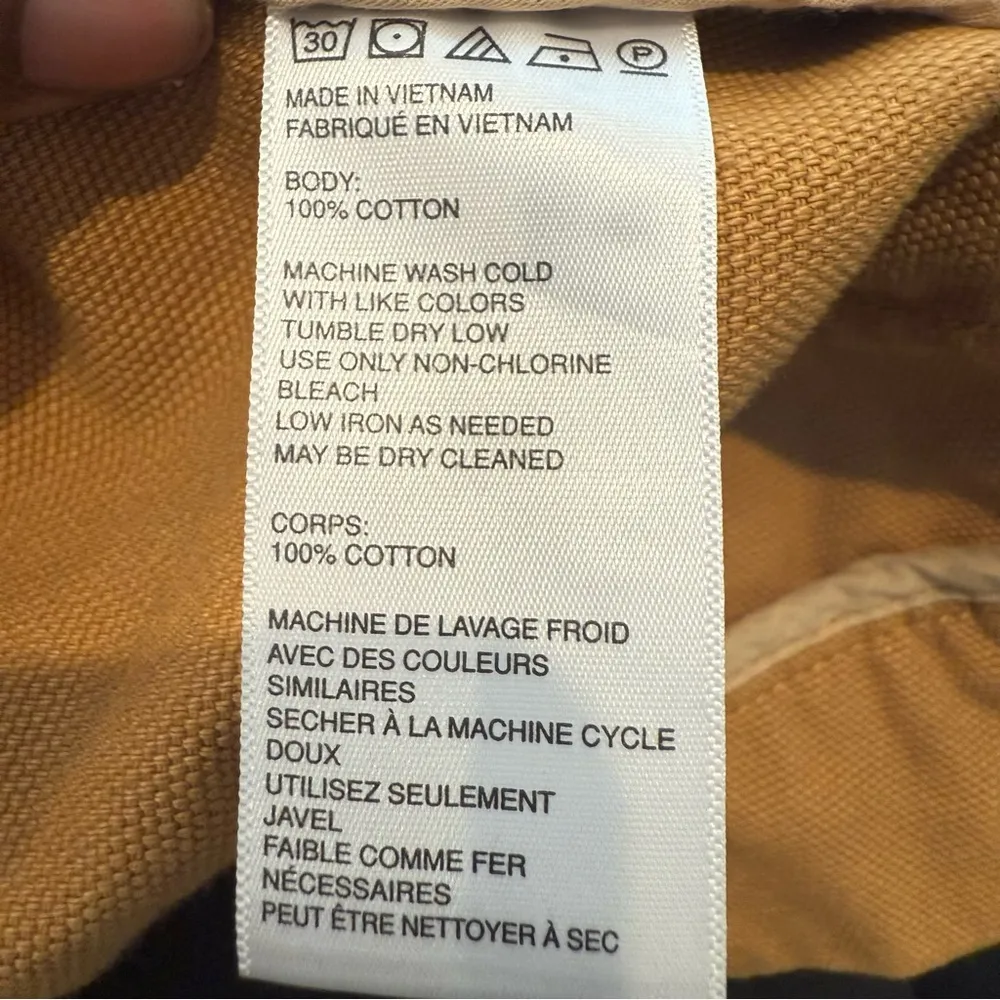 30 P
MADE IN VIETNAM
FABRIQUÉ EN VIETNAM
BODY:
100% COTTON
MACHINE WASH COLD
WITH LIKE COLORS
TUMBLE DRY LOW
USE ONLY NON-CHLORINE
BLEACH
LOW IRON AS NEEDED
MAY BE DRY CLEANED
CORPS:
100% COTTON
MACHINE DE LAVAGE FROID
AVEC DES COULEURS
SIMILAIRES
SECHER À LA MACHINE CYCLE
DOUX
UTILISEZ SEULEMENT
JAVEL
FAIBLE COMME FER
NÉCESSAIRES
PEUT ÊTRE NETTOYER À SEC